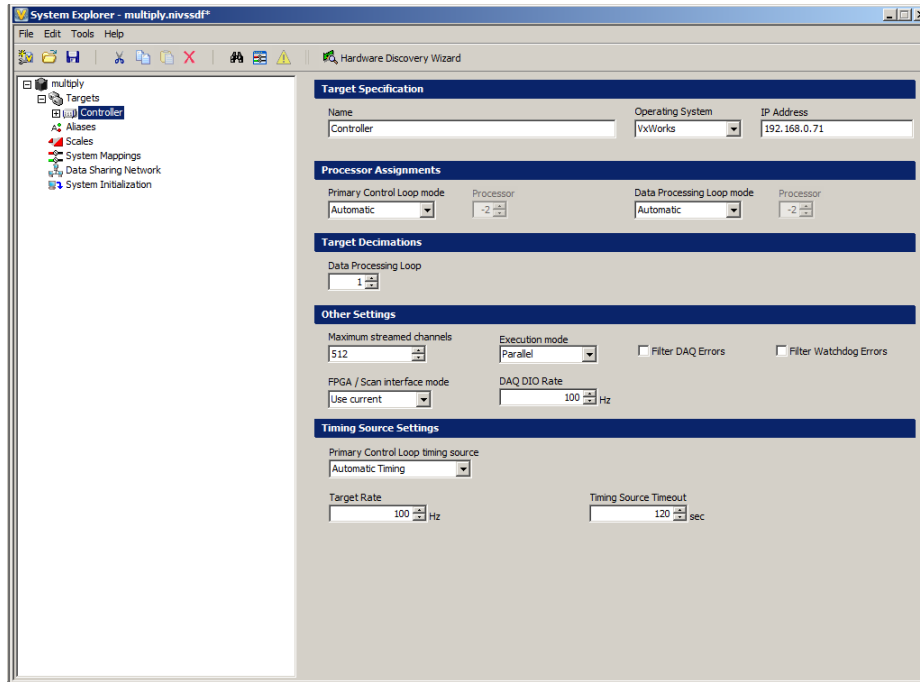 System Explorer - multiply.nivssdf*
File Edit Tools Help
Hardware Discovery Wizard
multiply
Targets
Controller
Aliases
Scales
System Mappings
Data Sharing Network
System Initialization
Target Specification
Name Operating System IP Address
Controller VxWorks 192.168.0.71
Processor Assignments
Primary Control Loop mode Processor Data Processing Loop mode Processor
Automatic -2 Automatic -2
Target Decimations
Data Processing Loop
1
Other Settings
Maximum streamed channels Execution mode
512 Parallel Filter DAQ Errors Filter Watchdog Errors
FPGA / Scan interface mode DAQ DIO Rate
Use current 100 Hz
Timing Source Settings
Primary Control Loop timing source
Automatic Timing
Target Rate Timing Source Timeout
100 Hz 120 sec